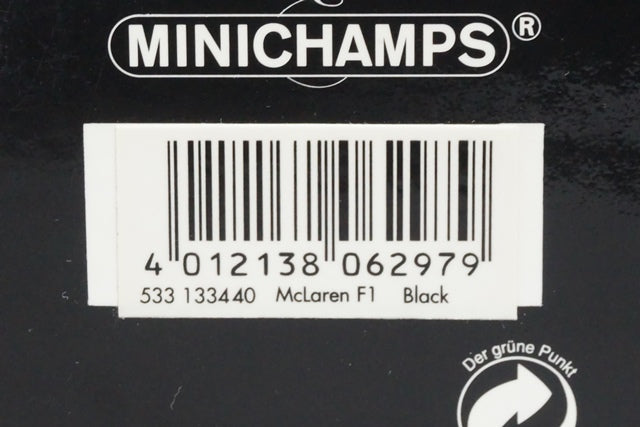 MINICHAMPS®
4 012138 062979
533 133440 McLaren F1 Black
Der grüne Punkt